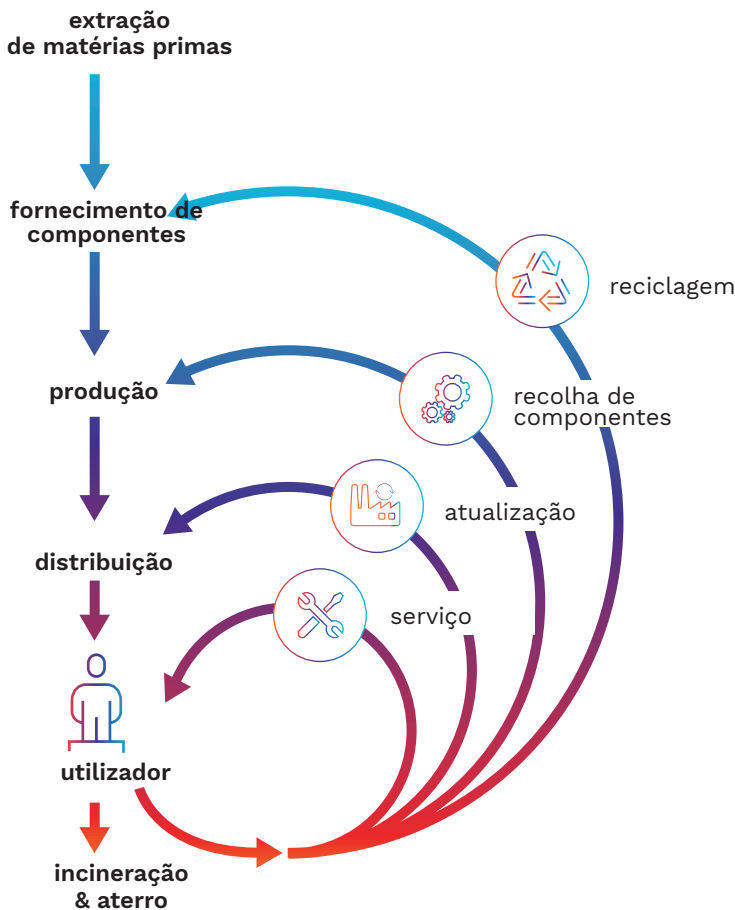 extração
de matérias primas
fornecimento de
componentes
reciclagem
produção
recolha de
componentes
atualização
distribuição
serviço
utilizador
incineração
& aterro